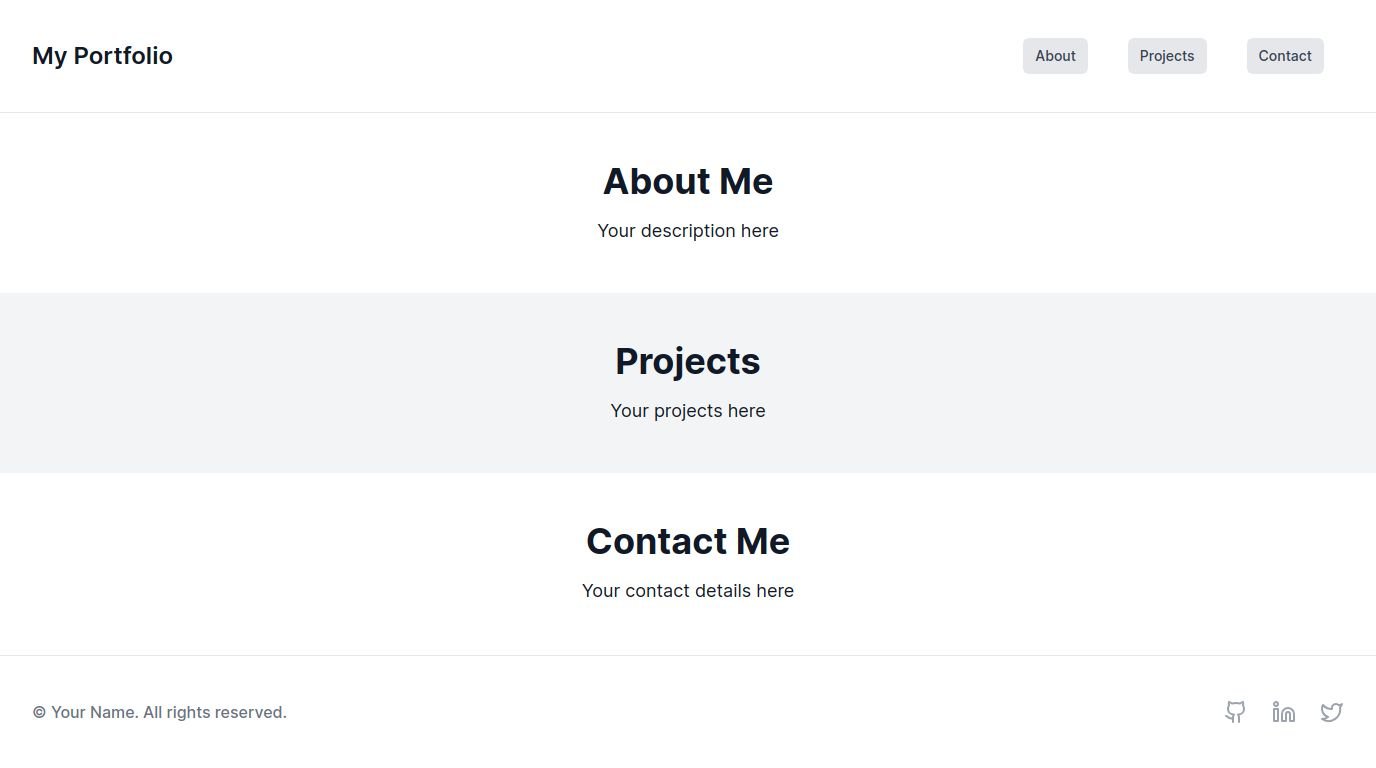 My Portfolio
About
Projects
Contact
About Me
Your description here
Projects
Your projects here
Contact Me
Your contact details here
© Your Name. All rights reserved.